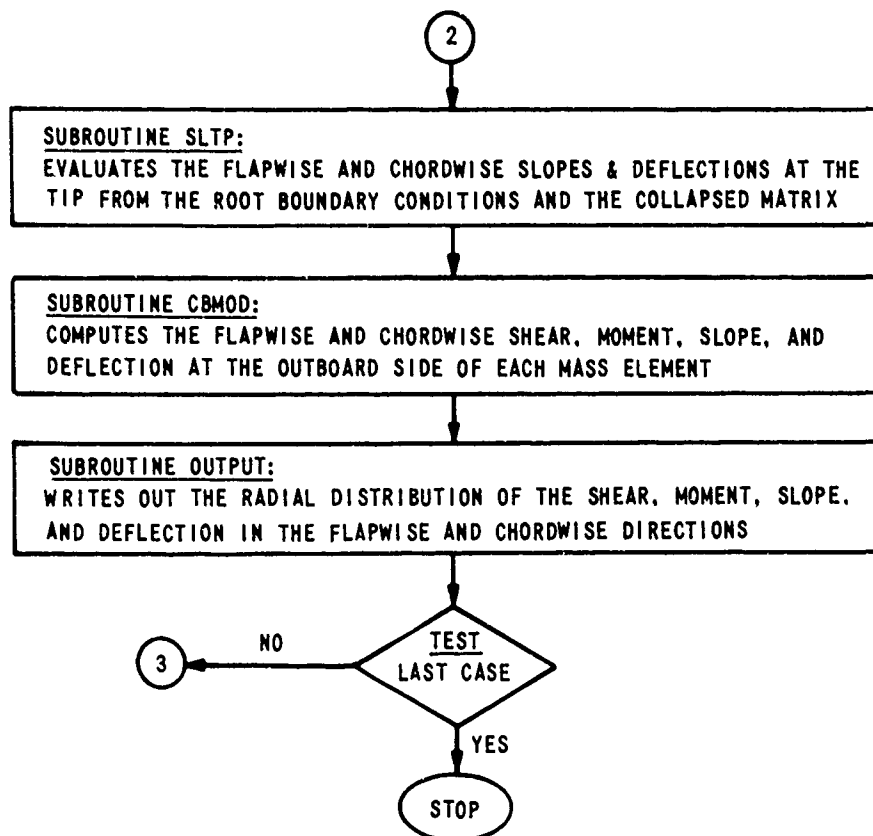 2
SUBROUTINE SLTP:
EVALUATES THE FLAPWISE AND CHORDWISE SLOPES & DEFLECTIONS AT THE
TIP FROM THE ROOT BOUNDARY CONDITIONS AND THE COLLAPSED MATRIX
SUBROUTINE CBMOD:
COMPUTES THE FLAPWISE AND CHORDWISE SHEAR, MOMENT, SLOPE, AND
DEFLECTION AT THE OUTBOARD SIDE OF EACH MASS ELEMENT
SUBROUTINE OUTPUT:
WRITES OUT THE RADIAL DISTRIBUTION OF THE SHEAR, MOMENT, SLOPE,
AND DEFLECTION IN THE FLAPWISE AND CHORDWISE DIRECTIONS
TEST
LAST CASE
NO
3
YES
STOP